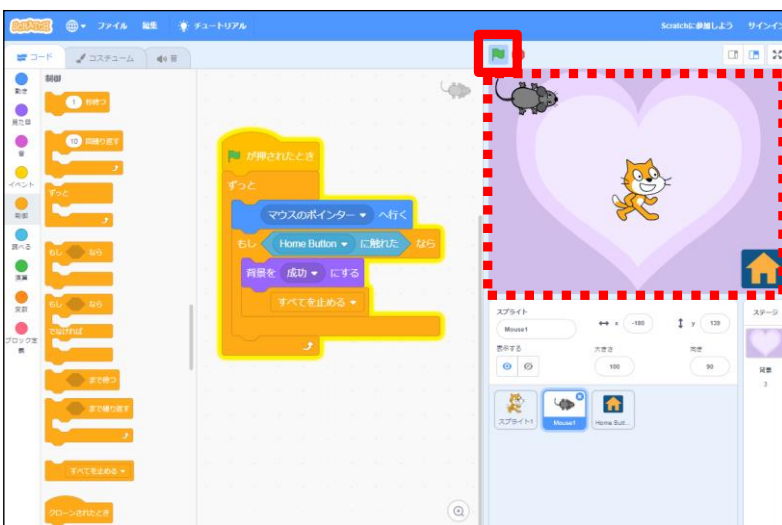 SCRATCH ファイル 編集 チュートリアル Scratchに参加しよう サインイン
コード コスチューム 音
動き
見た目
音
イベント
制御
調べる
演算
変数
ブロック定義
制御
1 秒待つ
10 回繰り返す
ずっと
もし なら
もし なら
でなければ
まで待つ
まで繰り返す
すべてを止める
クローンされたとき
が押されたとき
ずっと
マウスのポインター へ行く
もし Home Button に触れた なら
背景を 成功 にする
すべてを止める
スプライト
Mouse1 x -180 y 139
表示する 大きさ 向き
100 90
スプライト1 Mouse1 Home Butt...
ステージ
背景
3